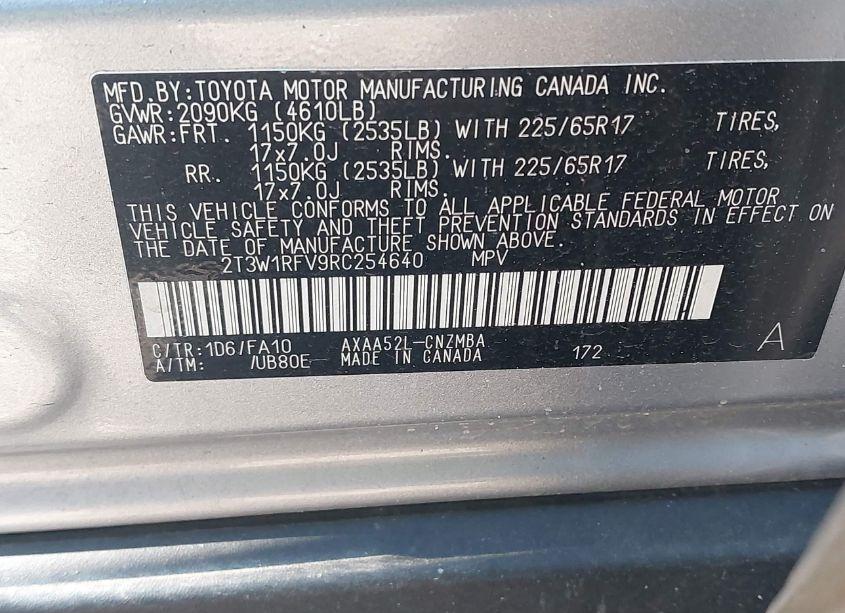 MFD.BY:TOYOTA MOTOR MANUFACTURING CANADA INC.
GVWR:2090KG (4610LB)
GAWR:FRT. 1150KG (2535LB) WITH 225/65R17 TIRES,
17x7.0J RIMS.
RR. 1150KG (2535LB) WITH 225/65R17 TIRES,
17x7.0J RIMS.
THIS VEHICLE CONFORMS TO ALL APPLICABLE FEDERAL MOTOR
VEHICLE SAFETY AND THEFT PREVENTION STANDARDS IN EFFECT ON
THE DATE OF MANUFACTURE SHOWN ABOVE.
2T3W1RFV9RC254640 MPV
C/TR:1D6/FA10 AXAA52L-CNZMBA
A/TM: /UB80E MADE IN CANADA 172 A